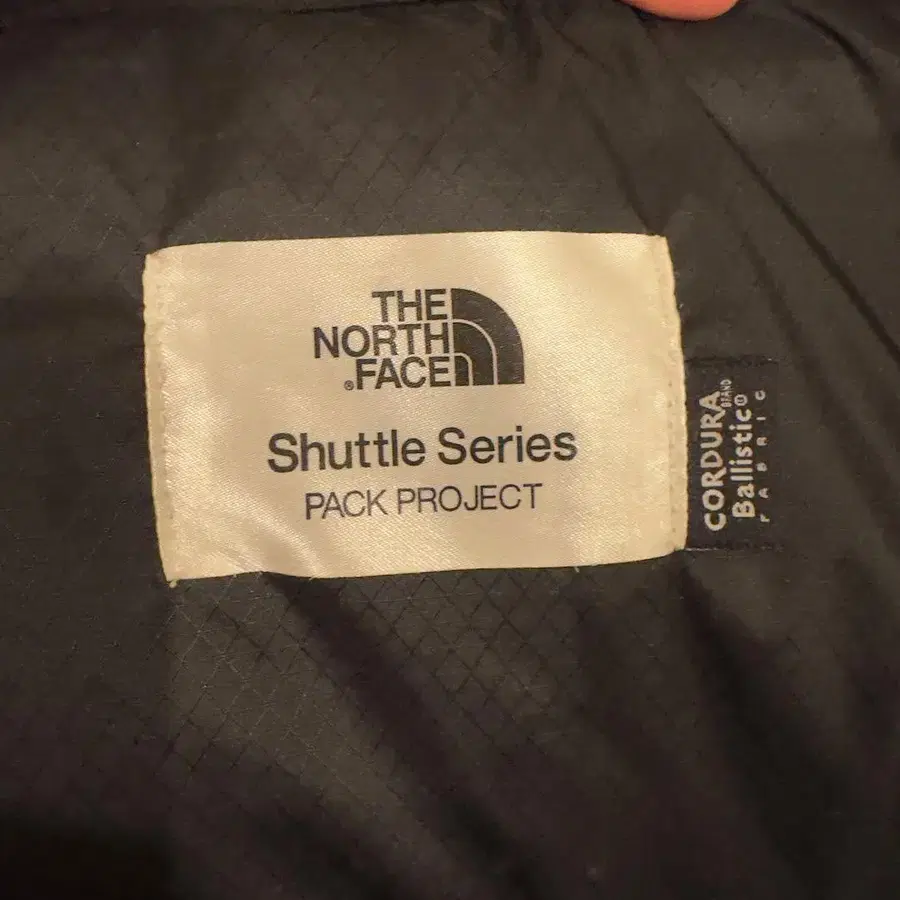 THE
NORTH
®FACE
Shuttle Series
PACK PROJECT
CORDURA BRAND
Ballistic®
FABRIC